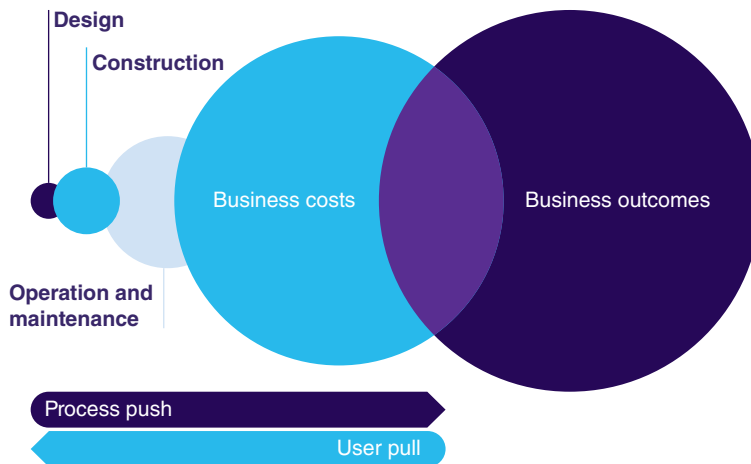 Design
Construction
Business costs
Business outcomes
Operation and
maintenance
Process push
User pull